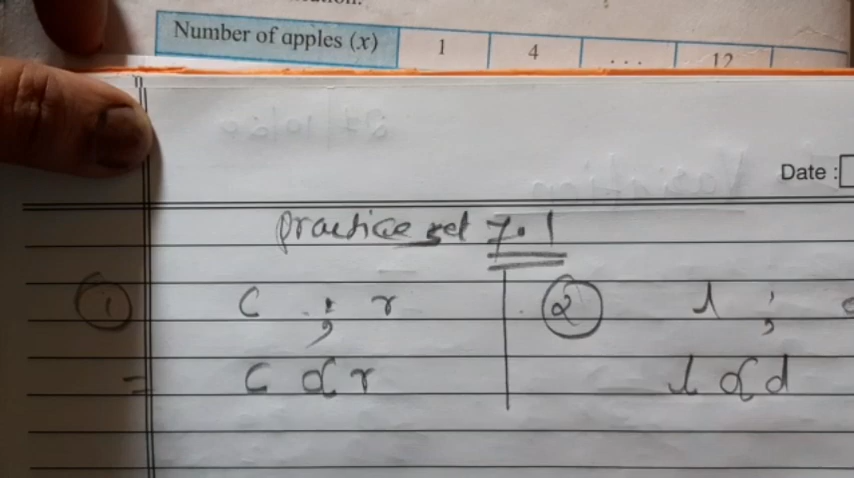 Number of apples (x) 1 4 ... 12
Date :
practice set 7.1
① c ; r ② l ;
= c ∝ r l ∝ d